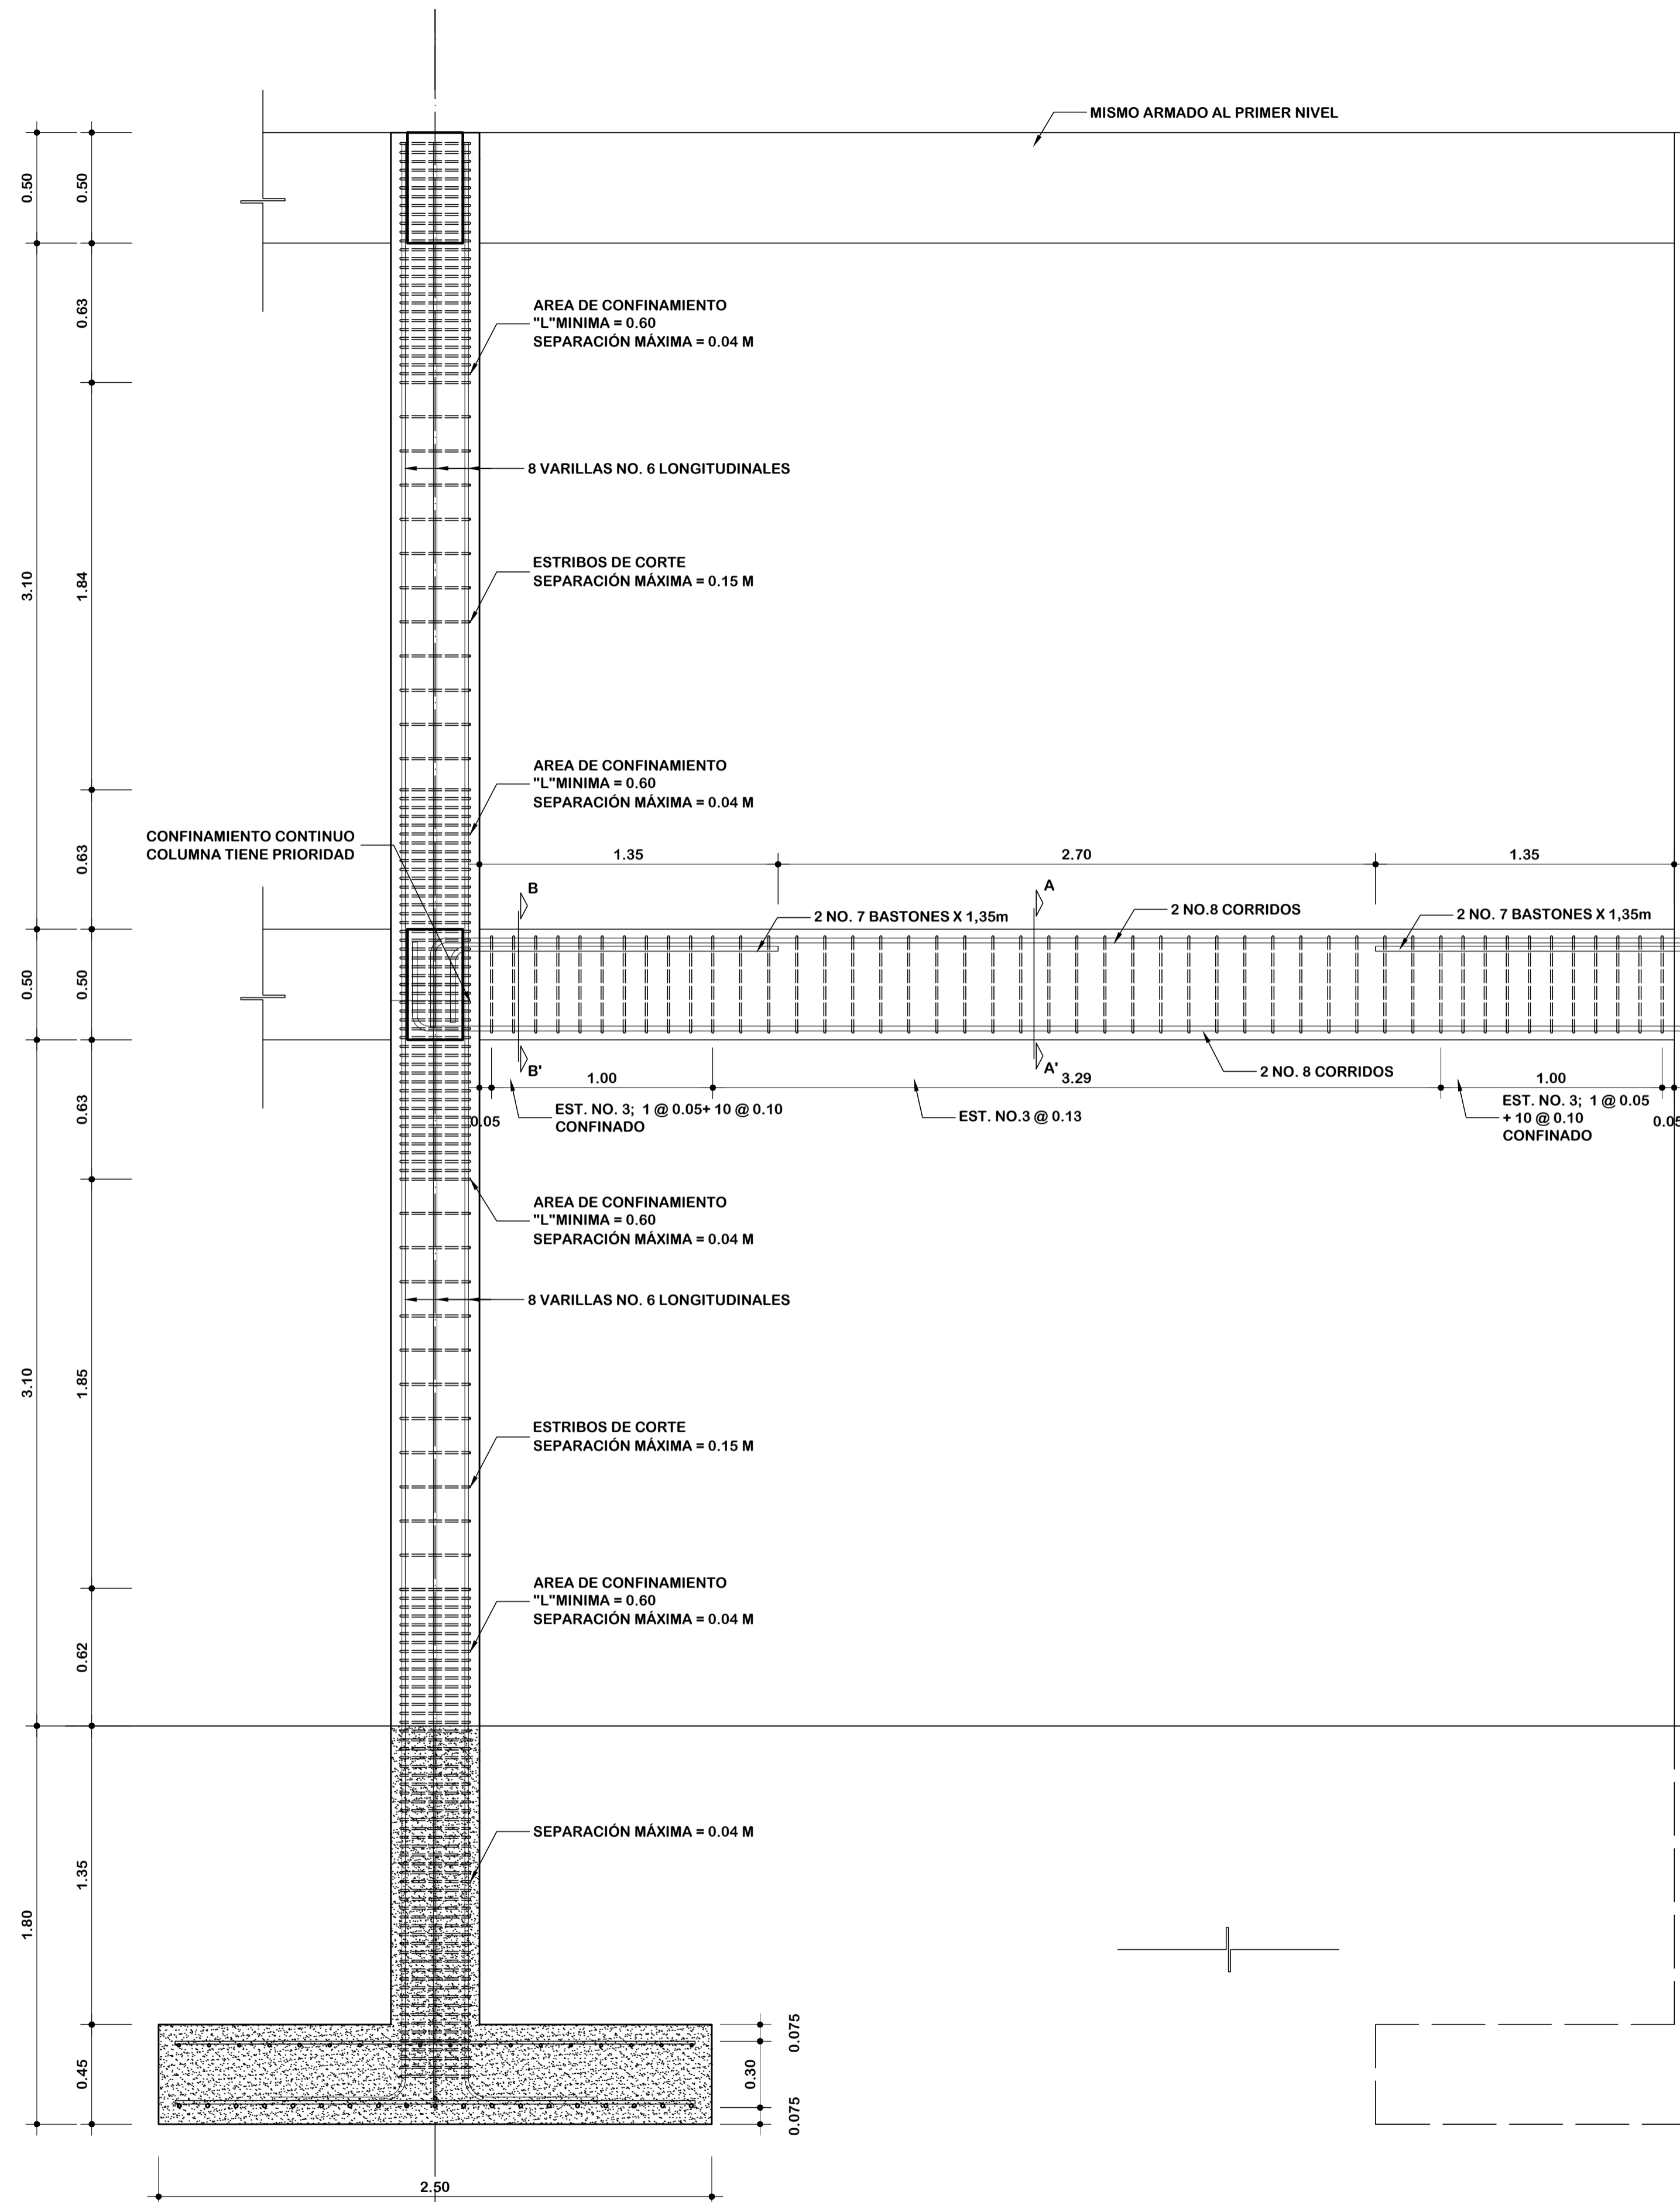 MISMO ARMADO AL PRIMER NIVEL
0.50
0.50
0.63
AREA DE CONFINAMIENTO
"L"MINIMA = 0.60
SEPARACIÓN MÁXIMA = 0.04 M
8 VARILLAS NO. 6 LONGITUDINALES
3.10
1.84
ESTRIBOS DE CORTE
SEPARACIÓN MÁXIMA = 0.15 M
AREA DE CONFINAMIENTO
"L"MINIMA = 0.60
SEPARACIÓN MÁXIMA = 0.04 M
0.63
CONFINAMIENTO CONTINUO
COLUMNA TIENE PRIORIDAD
1.35
2.70
1.35
B
A
2 NO. 7 BASTONES X 1,35m
2 NO.8 CORRIDOS
2 NO. 7 BASTONES X 1,35m
0.50
0.50
B'
A'
2 NO. 8 CORRIDOS
1.00
3.29
1.00
0.05
EST. NO. 3; 1 @ 0.05+ 10 @ 0.10
CONFINADO
EST. NO.3 @ 0.13
EST. NO. 3; 1 @ 0.05
+ 10 @ 0.10
CONFINADO
0.05
0.63
AREA DE CONFINAMIENTO
"L"MINIMA = 0.60
SEPARACIÓN MÁXIMA = 0.04 M
8 VARILLAS NO. 6 LONGITUDINALES
3.10
1.85
ESTRIBOS DE CORTE
SEPARACIÓN MÁXIMA = 0.15 M
AREA DE CONFINAMIENTO
"L"MINIMA = 0.60
SEPARACIÓN MÁXIMA = 0.04 M
0.62
SEPARACIÓN MÁXIMA = 0.04 M
1.80
1.35
0.45
0.075
0.30
0.075
2.50